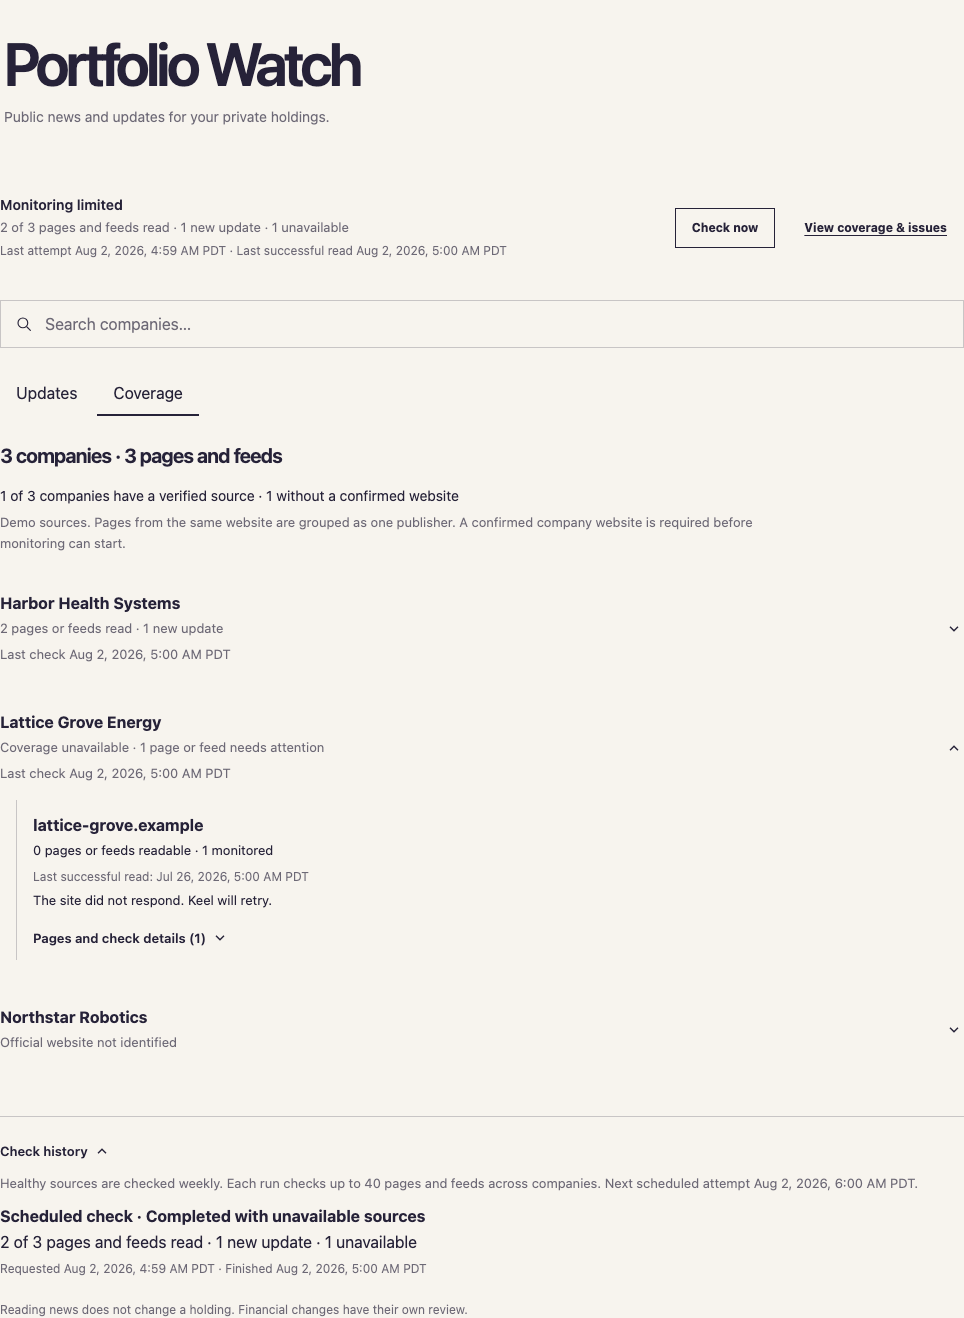 Portfolio Watch
Public news and updates for your private holdings.
Monitoring limited
2 of 3 pages and feeds read · 1 new update · 1 unavailable
Last attempt Aug 2, 2026, 4:59 AM PDT · Last successful read Aug 2, 2026, 5:00 AM PDT
Check now
View coverage & issues
Search companies...
Updates
Coverage
3 companies · 3 pages and feeds
1 of 3 companies have a verified source · 1 without a confirmed website
Demo sources. Pages from the same website are grouped as one publisher. A confirmed company website is required before
monitoring can start.
Harbor Health Systems
2 pages or feeds read · 1 new update
Last check Aug 2, 2026, 5:00 AM PDT
Lattice Grove Energy
Coverage unavailable · 1 page or feed needs attention
Last check Aug 2, 2026, 5:00 AM PDT
lattice-grove.example
0 pages or feeds readable · 1 monitored
Last successful read: Jul 26, 2026, 5:00 AM PDT
The site did not respond. Keel will retry.
Pages and check details (1)
Northstar Robotics
Official website not identified
Check history
Healthy sources are checked weekly. Each run checks up to 40 pages and feeds across companies. Next scheduled attempt Aug 2, 2026, 6:00 AM PDT.
Scheduled check · Completed with unavailable sources
2 of 3 pages and feeds read · 1 new update · 1 unavailable
Requested Aug 2, 2026, 4:59 AM PDT · Finished Aug 2, 2026, 5:00 AM PDT
Reading news does not change a holding. Financial changes have their own review.